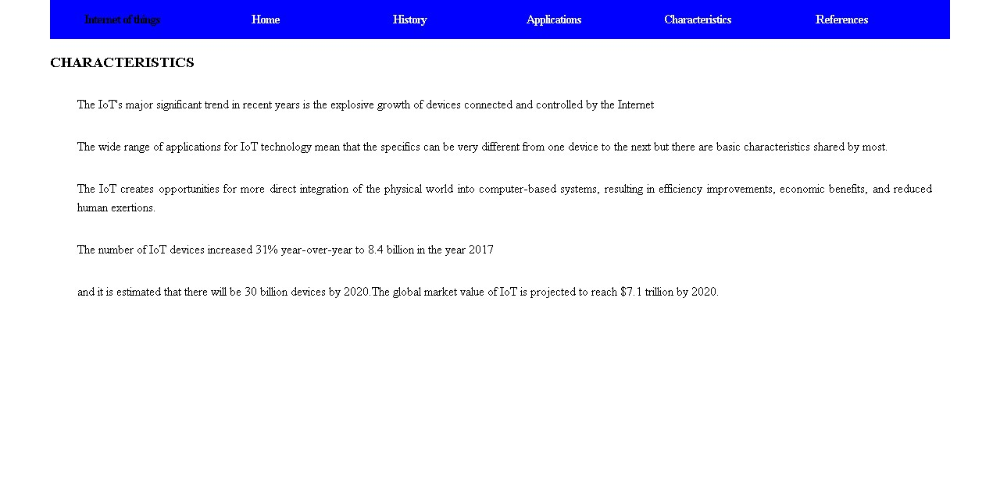 Internet of things Home History Applications Characteristics References
CHARACTERISTICS
The IoT's major significant trend in recent years is the explosive growth of devices connected and controlled by the Internet
The wide range of applications for IoT technology mean that the specifics can be very different from one device to the next but there are basic characteristics shared by most.
The IoT creates opportunities for more direct integration of the physical world into computer-based systems, resulting in efficiency improvements, economic benefits, and reduced
human exertions.
The number of IoT devices increased 31% year-over-year to 8.4 billion in the year 2017
and it is estimated that there will be 30 billion devices by 2020.The global market value of IoT is projected to reach $7.1 trillion by 2020.